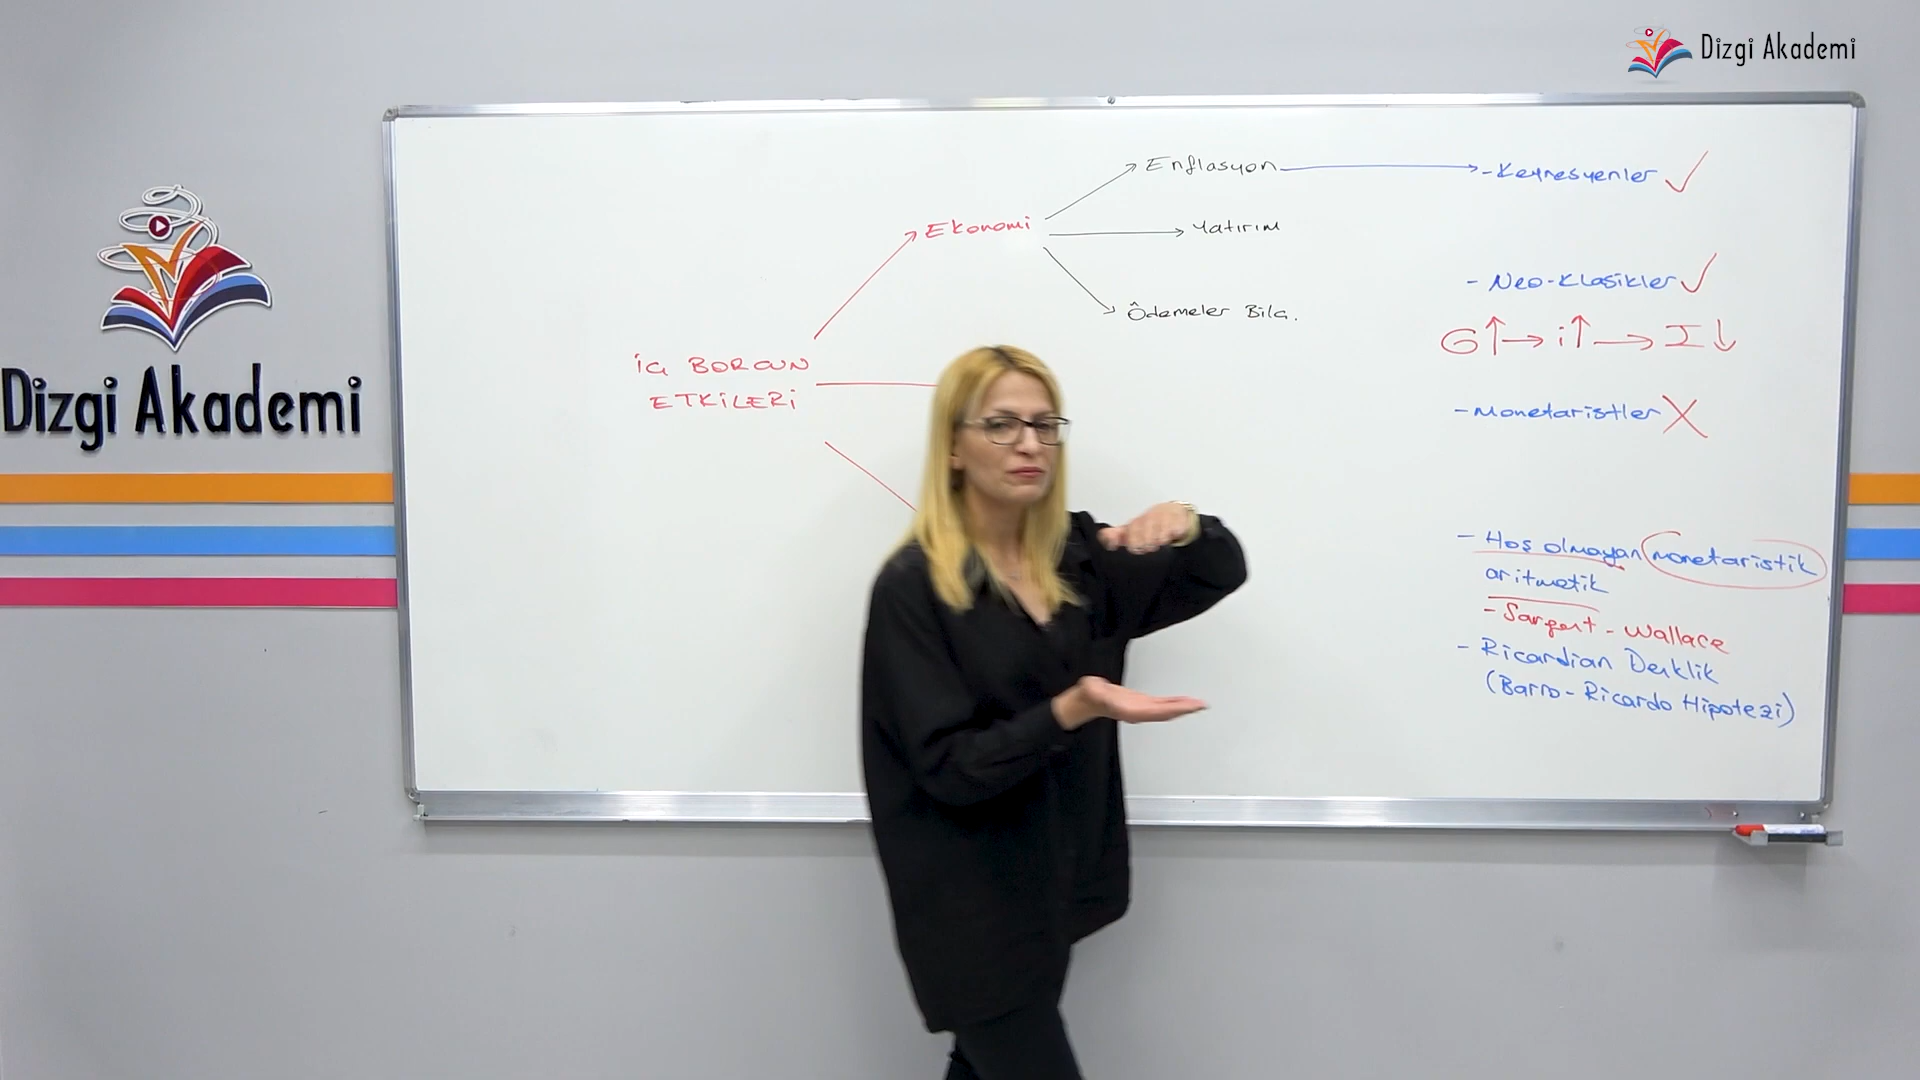 Dizgi Akademi
Dizgi Akademi
İÇ BORCUN
ETKİLERİ
Ekonomi
Enflasyon
Yatırım
Ödemeler Bilç.
- Keynesyenler ✓
- Neo-Klasikler ✓
G↑ → i↑ → I↓
- Monetaristler X
- Hoş olmayan monetaristik
aritmetik
- Sargent - Wallace
- Ricardian Denklik
(Barro - Ricardo Hipotezi)